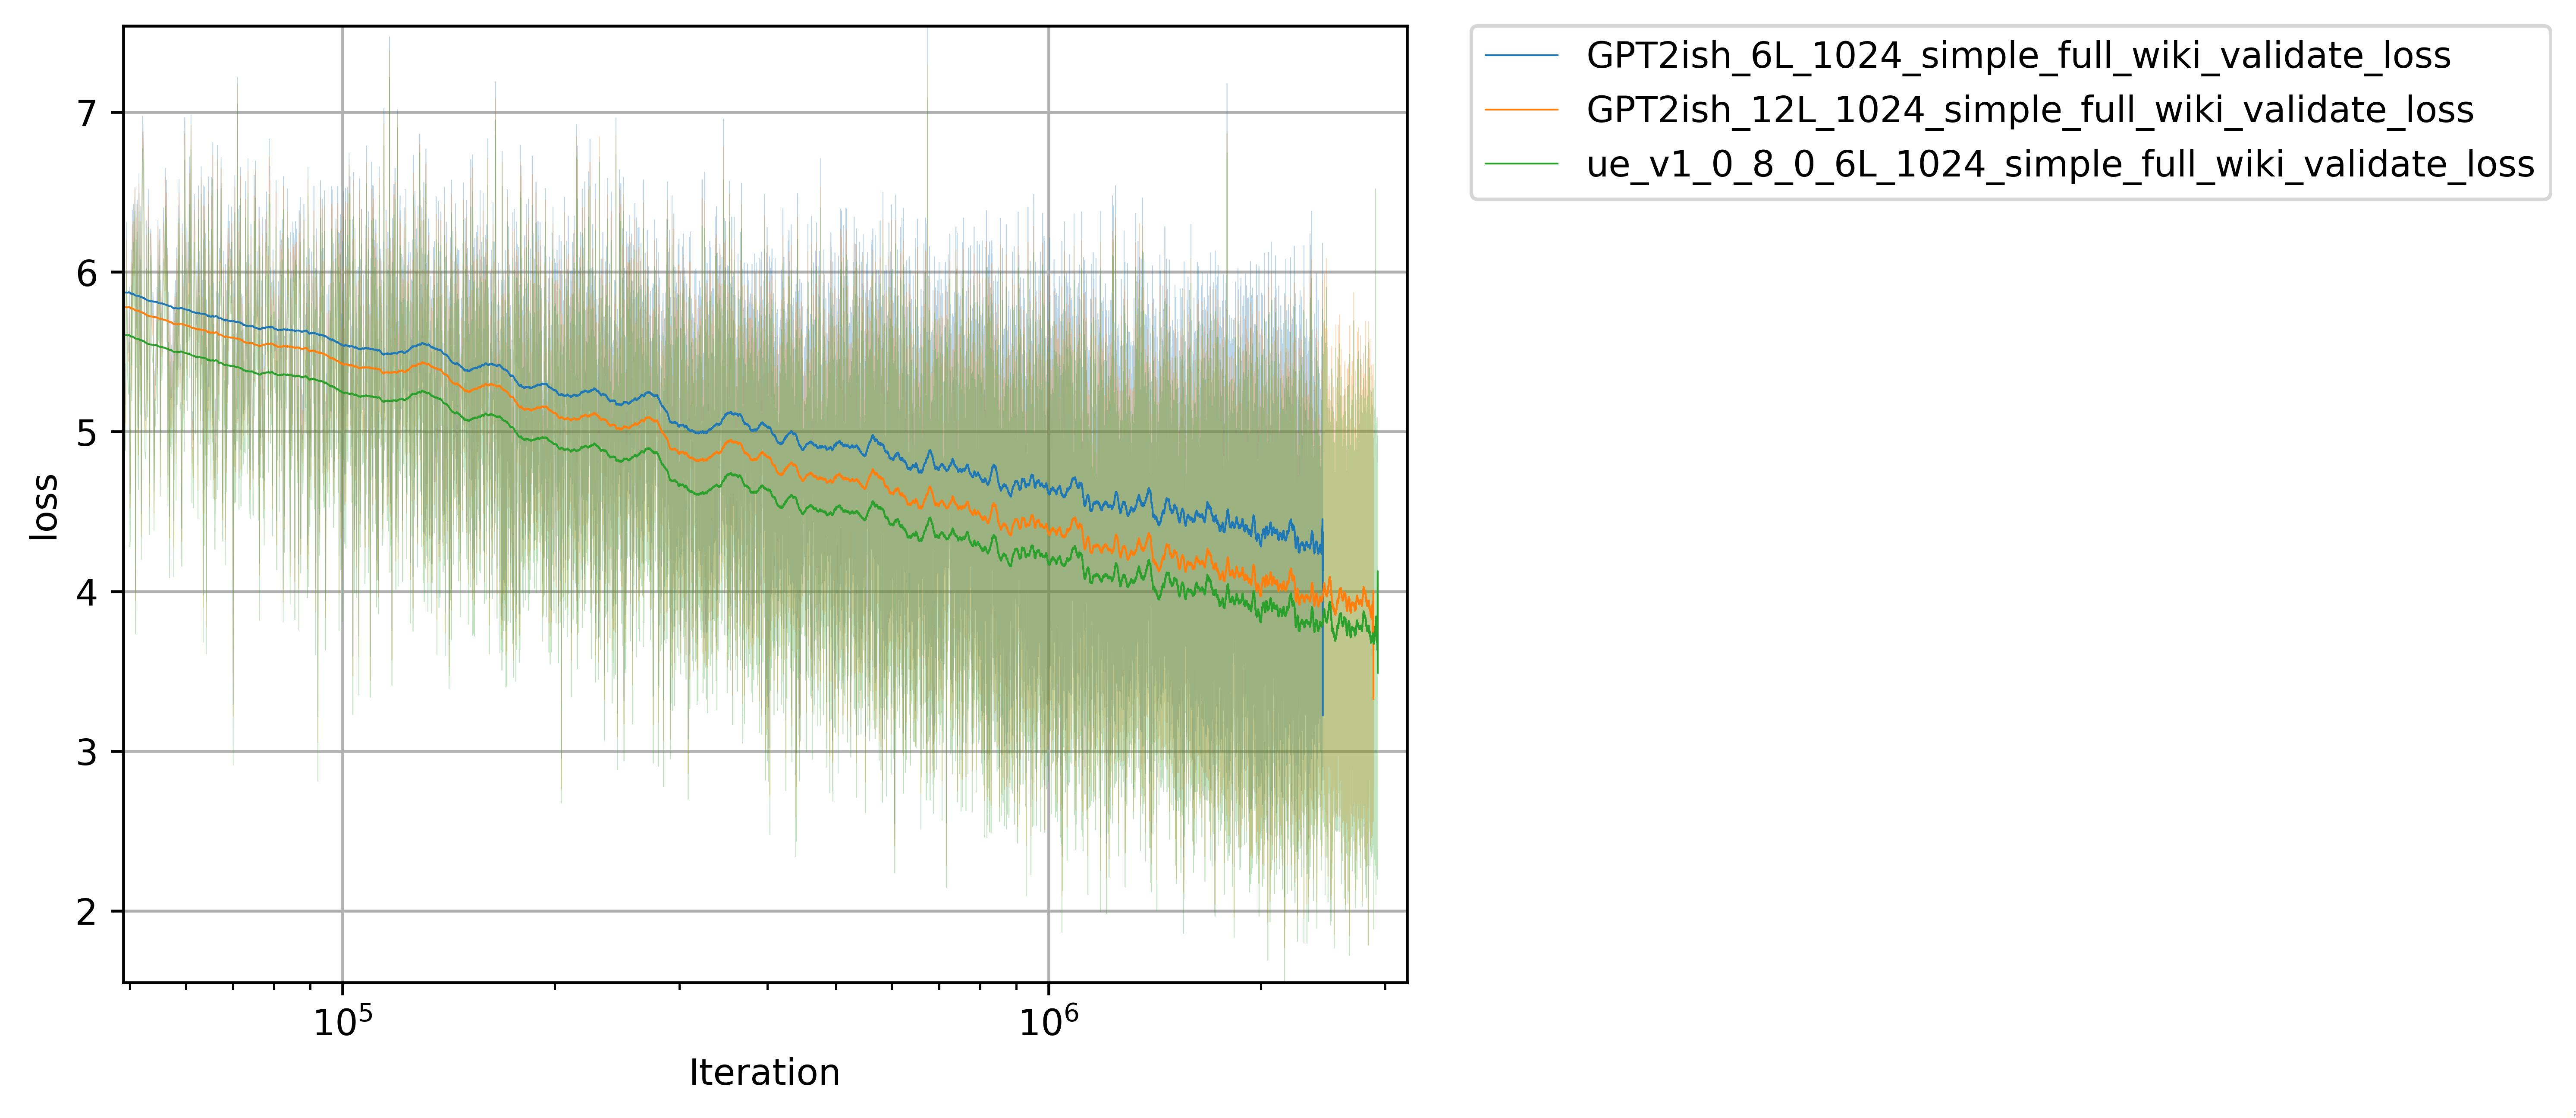 GPT2ish_6L_1024_simple_full_wiki_validate_loss
GPT2ish_12L_1024_simple_full_wiki_validate_loss
ue_v1_0_8_0_6L_1024_simple_full_wiki_validate_loss
7
6
5
4
3
2
loss
10⁵ 10⁶
Iteration